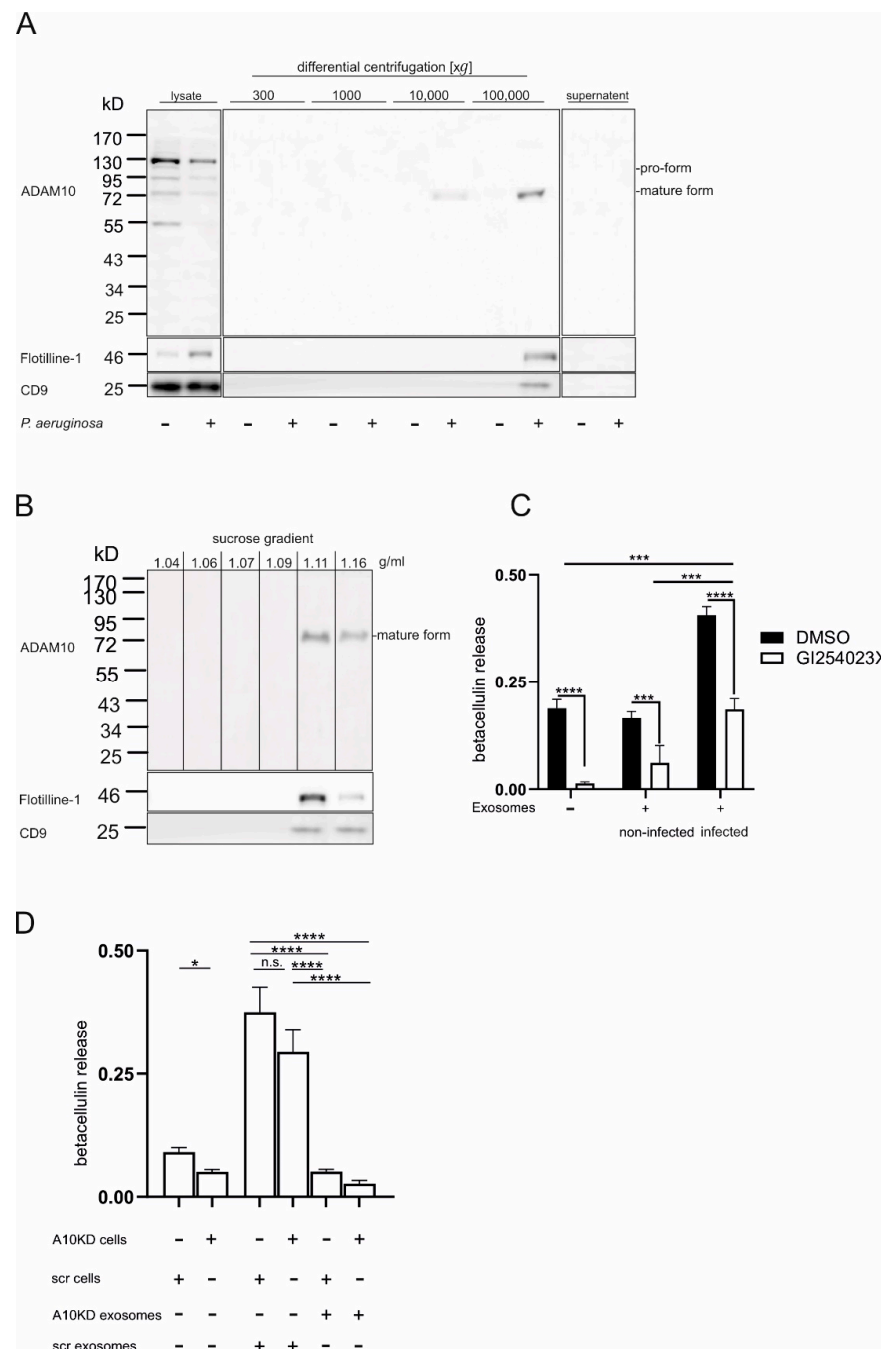 A
differential centrifugation [xg]
lysate 300 1000 10,000 100,000 supernatent
kD
170
130
95
72
55
43
34
25
ADAM10
-pro-form
-mature form
Flotilline-1 46
CD9 25
P. aeruginosa - + - + - + - + - + - +
B
sucrose gradient
kD 1.04 1.06 1.07 1.09 1.11 1.16 g/ml
170
130
95
72
55
43
34
25
ADAM10
-mature form
Flotilline-1 46
CD9 25
C
betacellulin release
0.50
0.25
0.00
***
***
****
****
***
DMSO
GI254023X
Exosomes - + +
non-infected infected
D
betacellulin release
0.50
0.25
0.00
*
****
****
n.s. ****
****
A10KD cells - + - + - +
scr cells + - + - + -
A10KD exosomes - - - - + +
scr exosomes - - + + - -